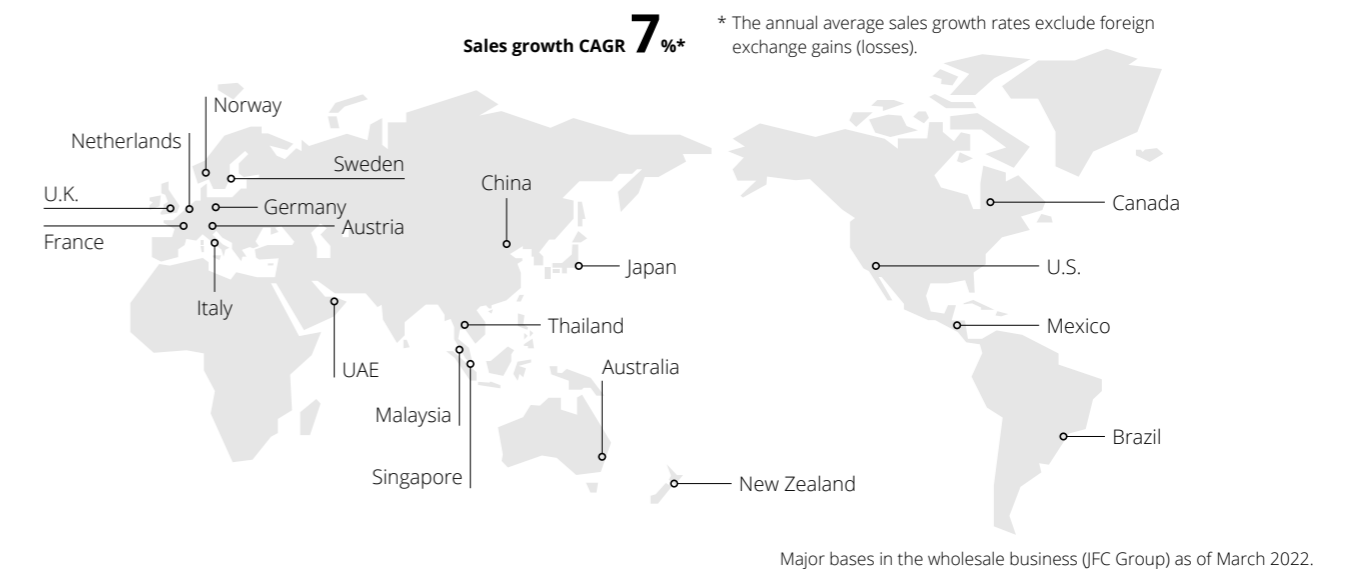 Sales growth CAGR 7%*
* The annual average sales growth rates exclude foreign
exchange gains (losses).
Norway
Netherlands
Sweden
U.K.
Germany
France
Austria
Italy
UAE
China
Japan
Thailand
Malaysia
Singapore
Australia
New Zealand
Canada
U.S.
Mexico
Brazil
Major bases in the wholesale business (JFC Group) as of March 2022.